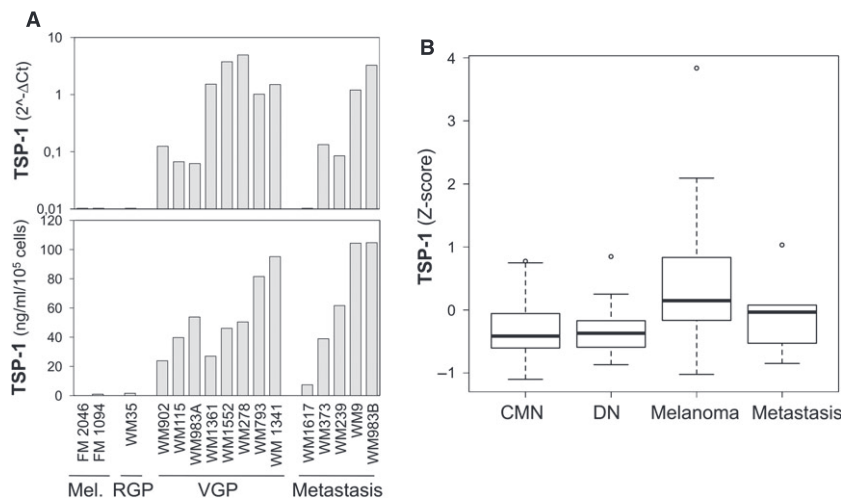 A
TSP-1 (2^-ΔCt)
10
1
0,1
0,01
TSP-1 (ng/ml/10⁵ cells)
120
100
80
60
40
20
0
FM 2046
FM 1094
WM35
WM902
WM115
WM983A
WM1361
WM1552
WM278
WM793
WM 1341
WM1617
WM373
WM239
WM9
WM983B
Mel. RGP VGP Metastasis
B
TSP-1 (Z-score)
4
3
2
1
0
–1
CMN DN Melanoma Metastasis